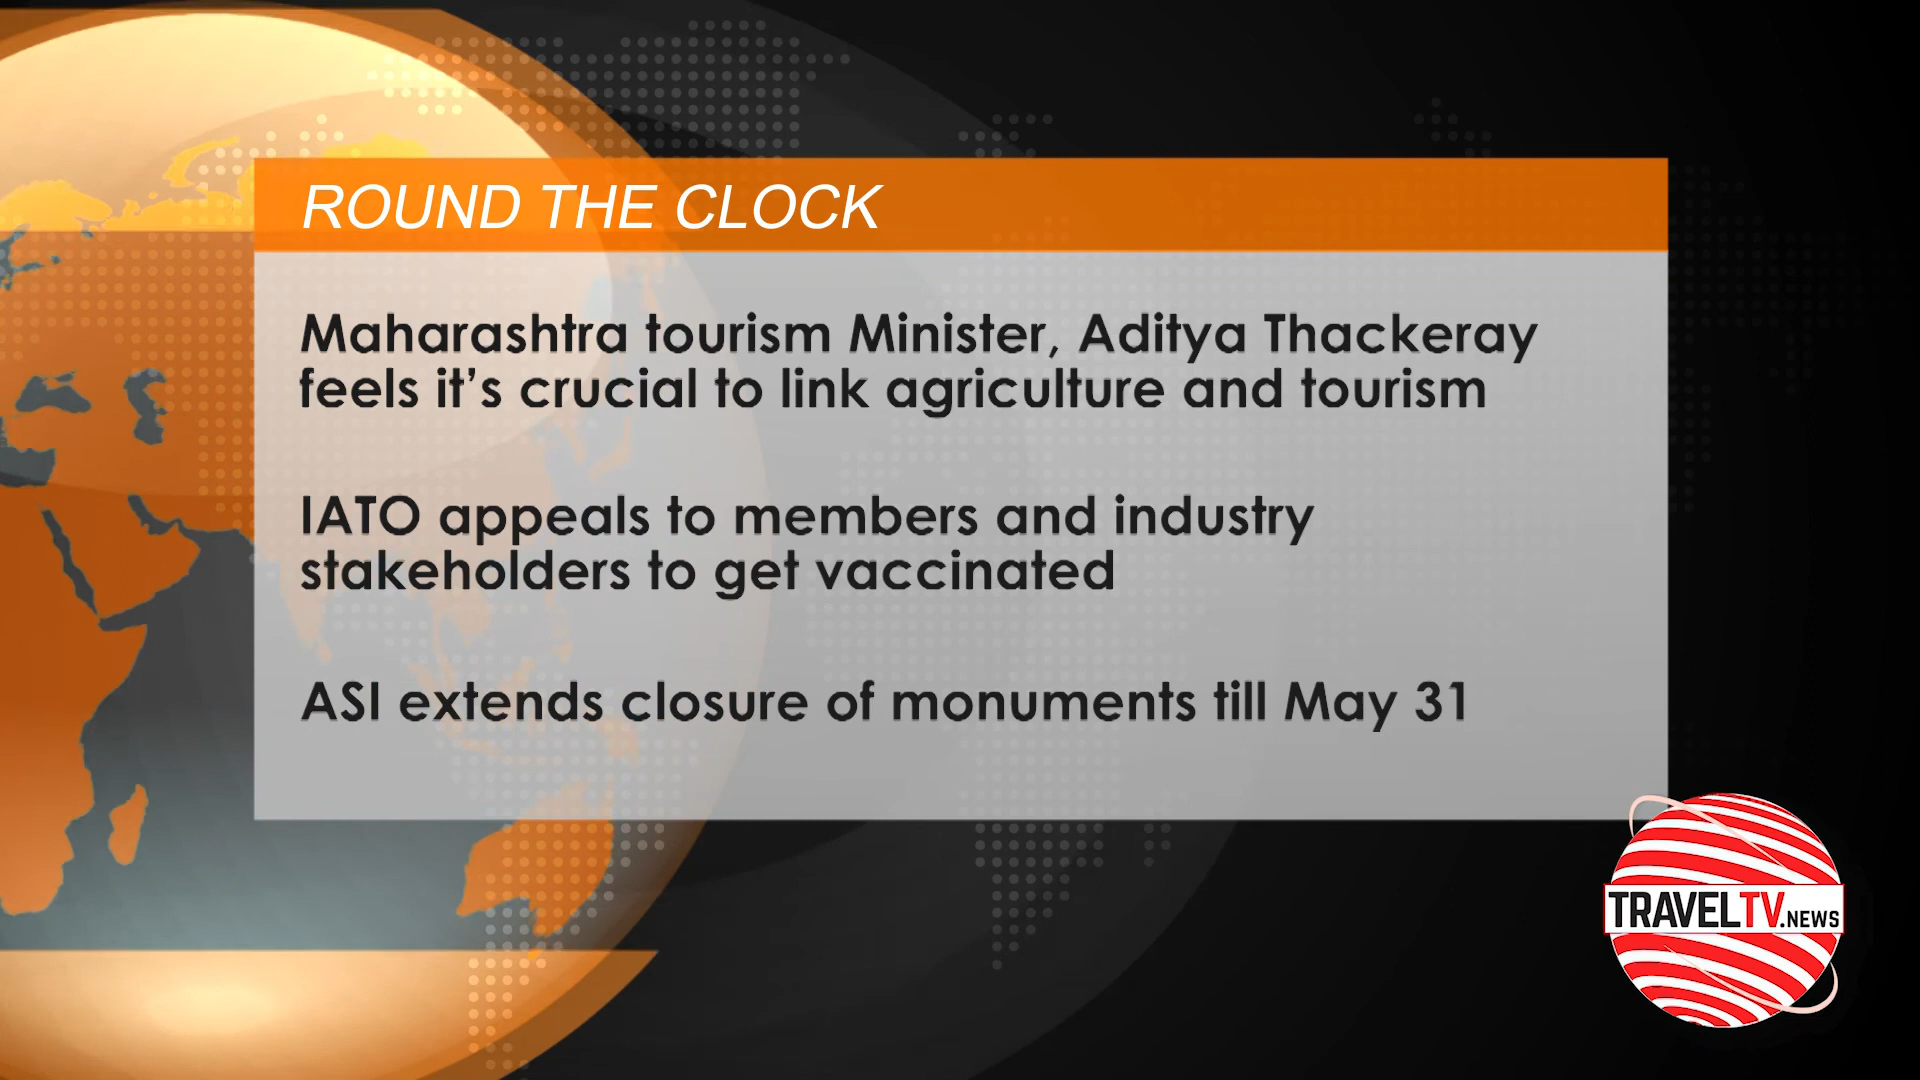 ROUND THE CLOCK
Maharashtra tourism Minister, Aditya Thackeray
feels it's crucial to link agriculture and tourism
IATO appeals to members and industry
stakeholders to get vaccinated
ASI extends closure of monuments till May 31
TRAVELTV.NEWS